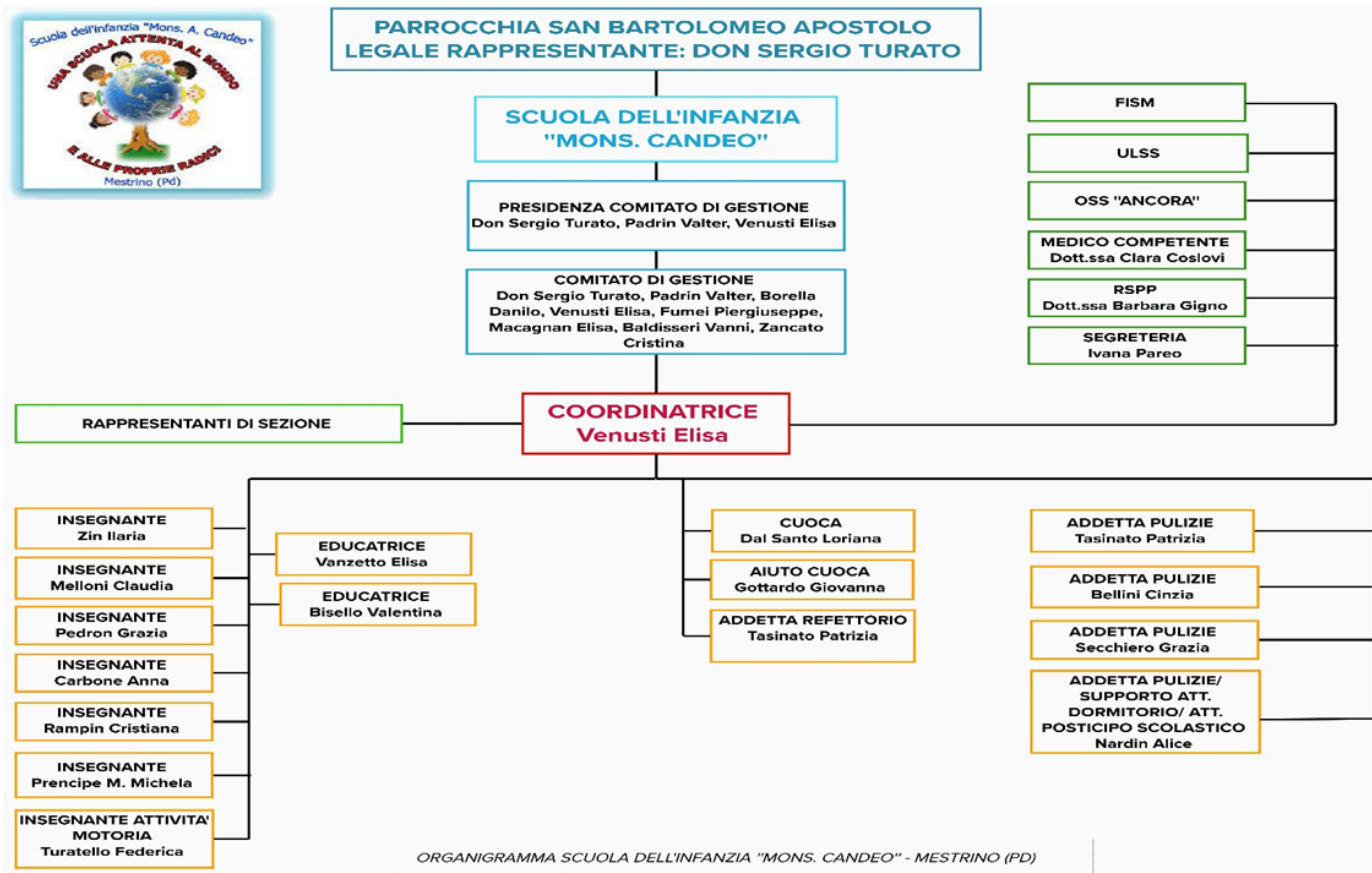 Scuola dell'infanzia "Mons. A. Candeo"
UNA SCUOLA ATTENTA AL MONDO
E ALLE PROPRIE RADICI
Mestrino (Pd)
PARROCCHIA SAN BARTOLOMEO APOSTOLO
LEGALE RAPPRESENTANTE: DON SERGIO TURATO
SCUOLA DELL'INFANZIA
"MONS. CANDEO"
PRESIDENZA COMITATO DI GESTIONE
Don Sergio Turato, Padrin Valter, Venusti Elisa
COMITATO DI GESTIONE
Don Sergio Turato, Padrin Valter, Borella
Danilo, Venusti Elisa, Fumei Piergiuseppe,
Macagnan Elisa, Baldisseri Vanni, Zancato
Cristina
FISM
ULSS
OSS "ANCORA"
MEDICO COMPETENTE
Dott.ssa Clara Coslovi
RSPP
Dott.ssa Barbara Gigno
SEGRETERIA
Ivana Pareo
RAPPRESENTANTI DI SEZIONE
COORDINATRICE
Venusti Elisa
INSEGNANTE
Zin Ilaria
INSEGNANTE
Melloni Claudia
INSEGNANTE
Pedron Grazia
INSEGNANTE
Carbone Anna
INSEGNANTE
Rampin Cristiana
INSEGNANTE
Prencipe M. Michela
INSEGNANTE ATTIVITA'
MOTORIA
Turatello Federica
EDUCATRICE
Vanzetto Elisa
EDUCATRICE
Bisello Valentina
CUOCA
Dal Santo Loriana
AIUTO CUOCA
Gottardo Giovanna
ADDETTA REFETTORIO
Tasinato Patrizia
ADDETTA PULIZIE
Tasinato Patrizia
ADDETTA PULIZIE
Bellini Çinzia
ADDETTA PULIZIE
Secchiero Grazia
ADDETTA PULIZIE/
SUPPORTO ATT.
DORMITORIO/ ATT.
POSTICIPO SCOLASTICO
Nardin Alice
ORGANIGRAMMA SCUOLA DELL'INFANZIA "MONS. CANDEO" - MESTRINO (PD)